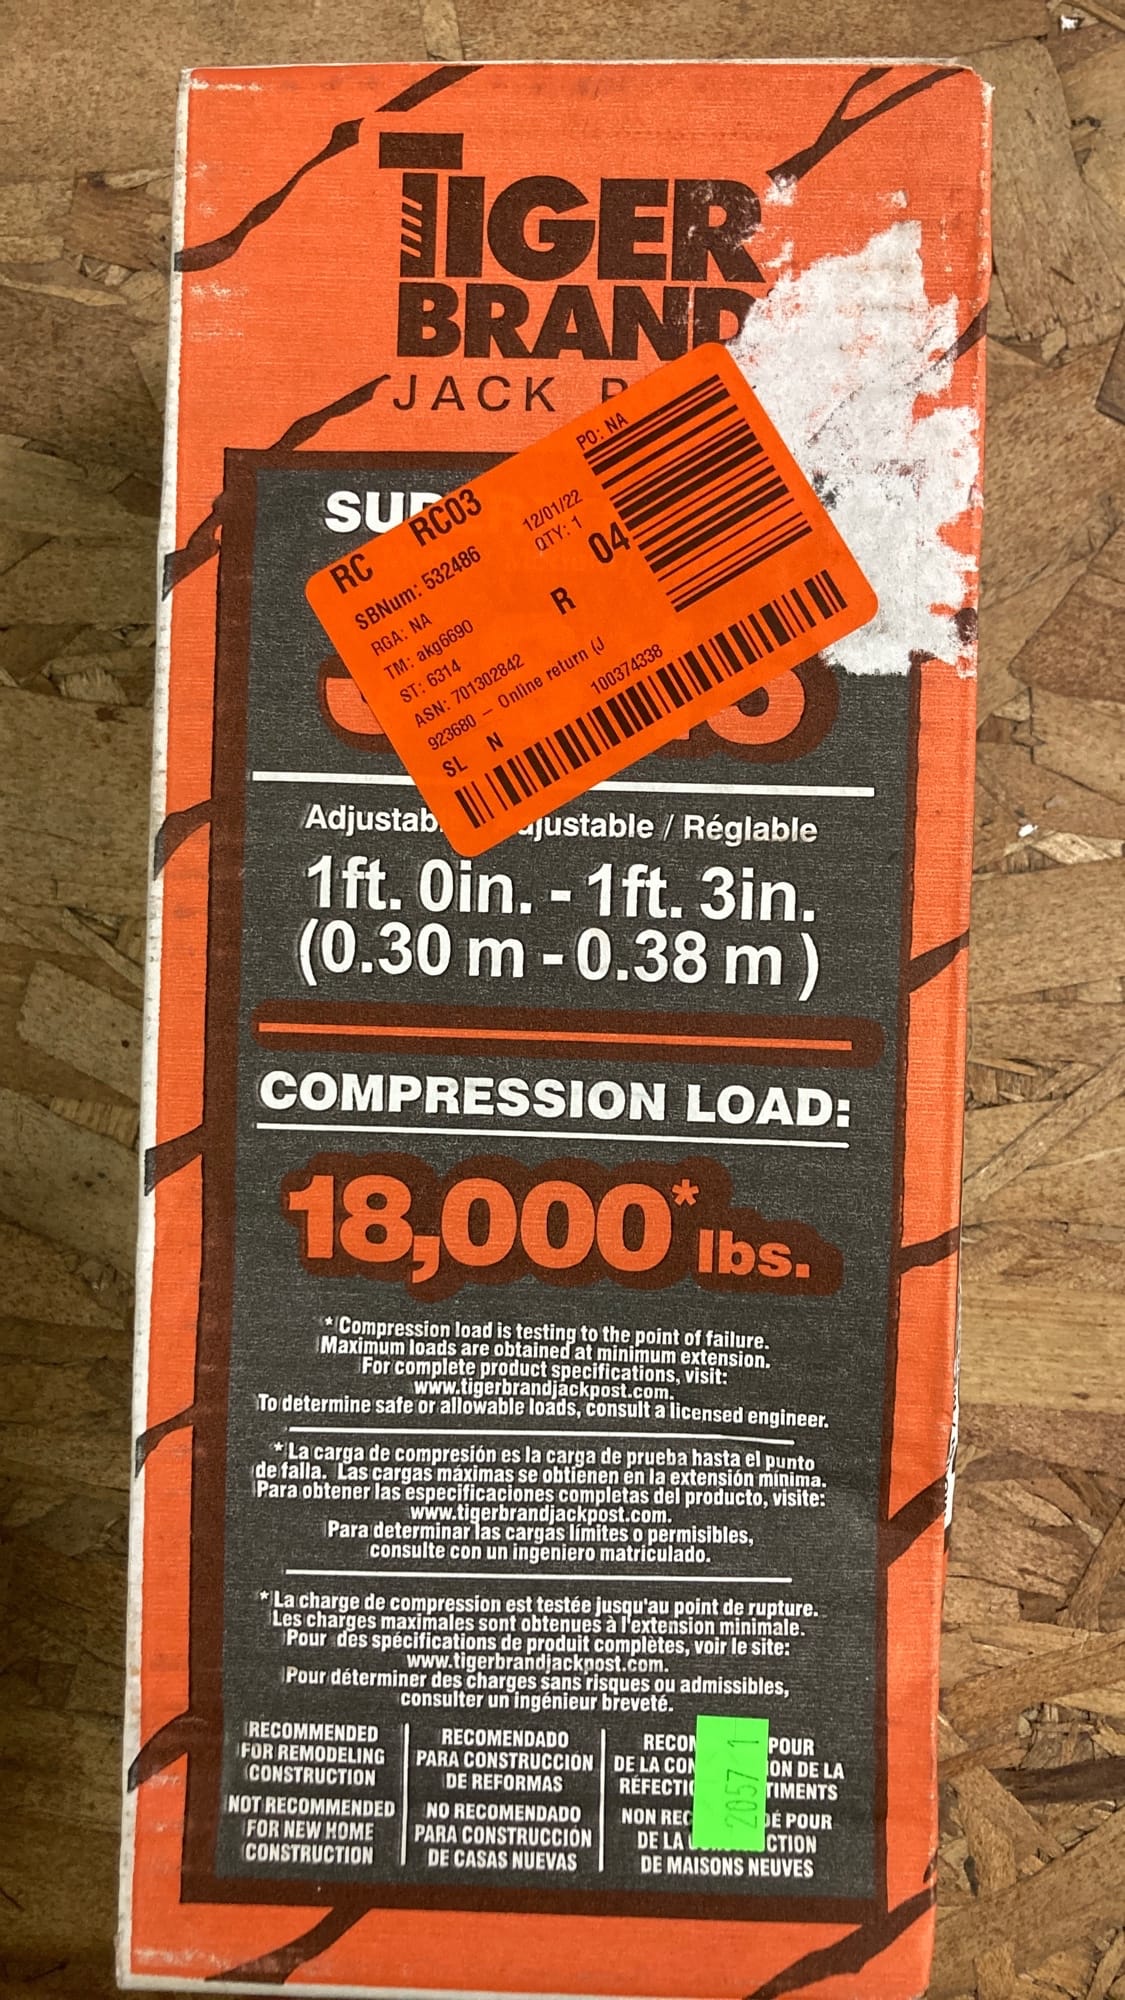 TIGER
BRAND
JACK
RC RC03
SBNum: 532486
12/01/22
PO: NA
RGA: NA
QTY: 1
TM: akg6690
R 04
ST: 6314
ASN: 701302842
923680 – Online return (J
SL N 100374338
/ Réglable
1ft. 0in. - 1ft. 3in.
(0.30 m - 0.38 m )
COMPRESSION LOAD:
18,000* lbs.
* Compression load is testing to the point of failure.
Maximum loads are obtained at minimum extension.
For complete product specifications, visit:
www.tigerbrandjackpost.com.
To determine safe or allowable loads, consult a licensed engineer.
* La carga de compresión es la carga de prueba hasta el punto
de falla. Las cargas máximas se obtienen en la extensión mínima.
Para obtener las especificaciones completas del producto, visite:
www.tigerbrandjackpost.com.
Para determinar las cargas límites o permisibles,
consulte con un ingeniero matriculado.
* La charge de compression est testée jusqu'au point de rupture.
Les charges maximales sont obtenues à l'extension minimale.
Pour des spécifications de produit complètes, voir le site:
www.tigerbrandjackpost.com.
Pour déterminer des charges sans risques ou admissibles,
consulter un ingénieur breveté.
RECOMMENDED
FOR REMODELING
CONSTRUCTION
NOT RECOMMENDED
FOR NEW HOME
CONSTRUCTION
RECOMENDADO
PARA CONSTRUCCIÓN
DE REFORMAS
NO RECOMENDADO
PARA CONSTRUCCIÓN
DE CASAS NUEVAS
POUR
DE LA DE LA
NON POUR
DE LA
DE MAISONS NEUVES
2057 1